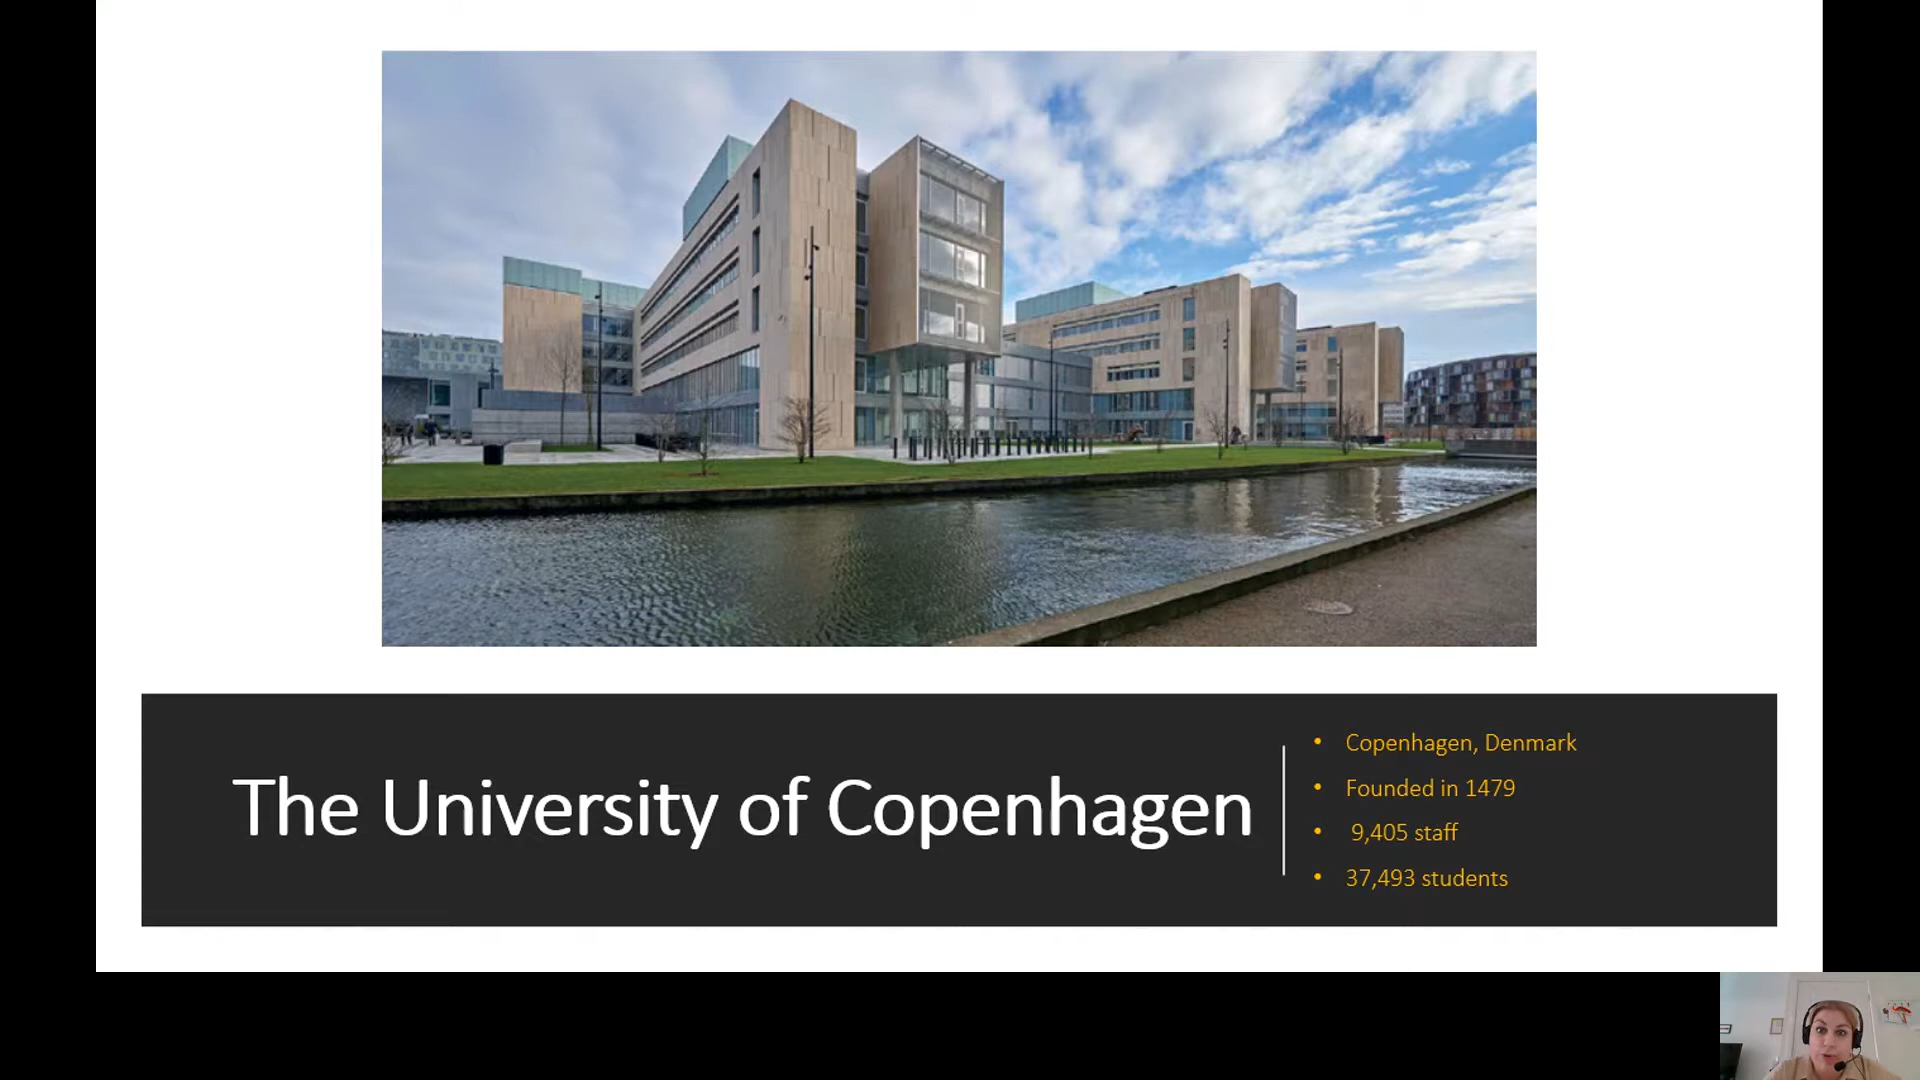 The University of Copenhagen
• Copenhagen, Denmark
• Founded in 1479
• 9,405 staff
• 37,493 students